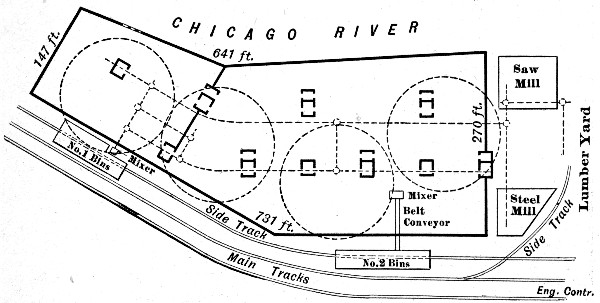 CHICAGO RIVER
147 ft.
641 ft.
Saw
Mill
270 ft.
Lumber Yard
No.1 Bins
Mixer
Mixer
Belt
Conveyor
Steel
Mill
Side Track
731 ft.
Side Track
No.2 Bins
Main Tracks
Eng. Contr.